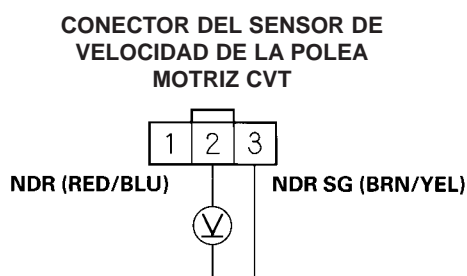 CONECTOR DEL SENSOR DE
VELOCIDAD DE LA POLEA
MOTRIZ CVT
1 2 3
NDR (RED/BLU) NDR SG (BRN/YEL)
V